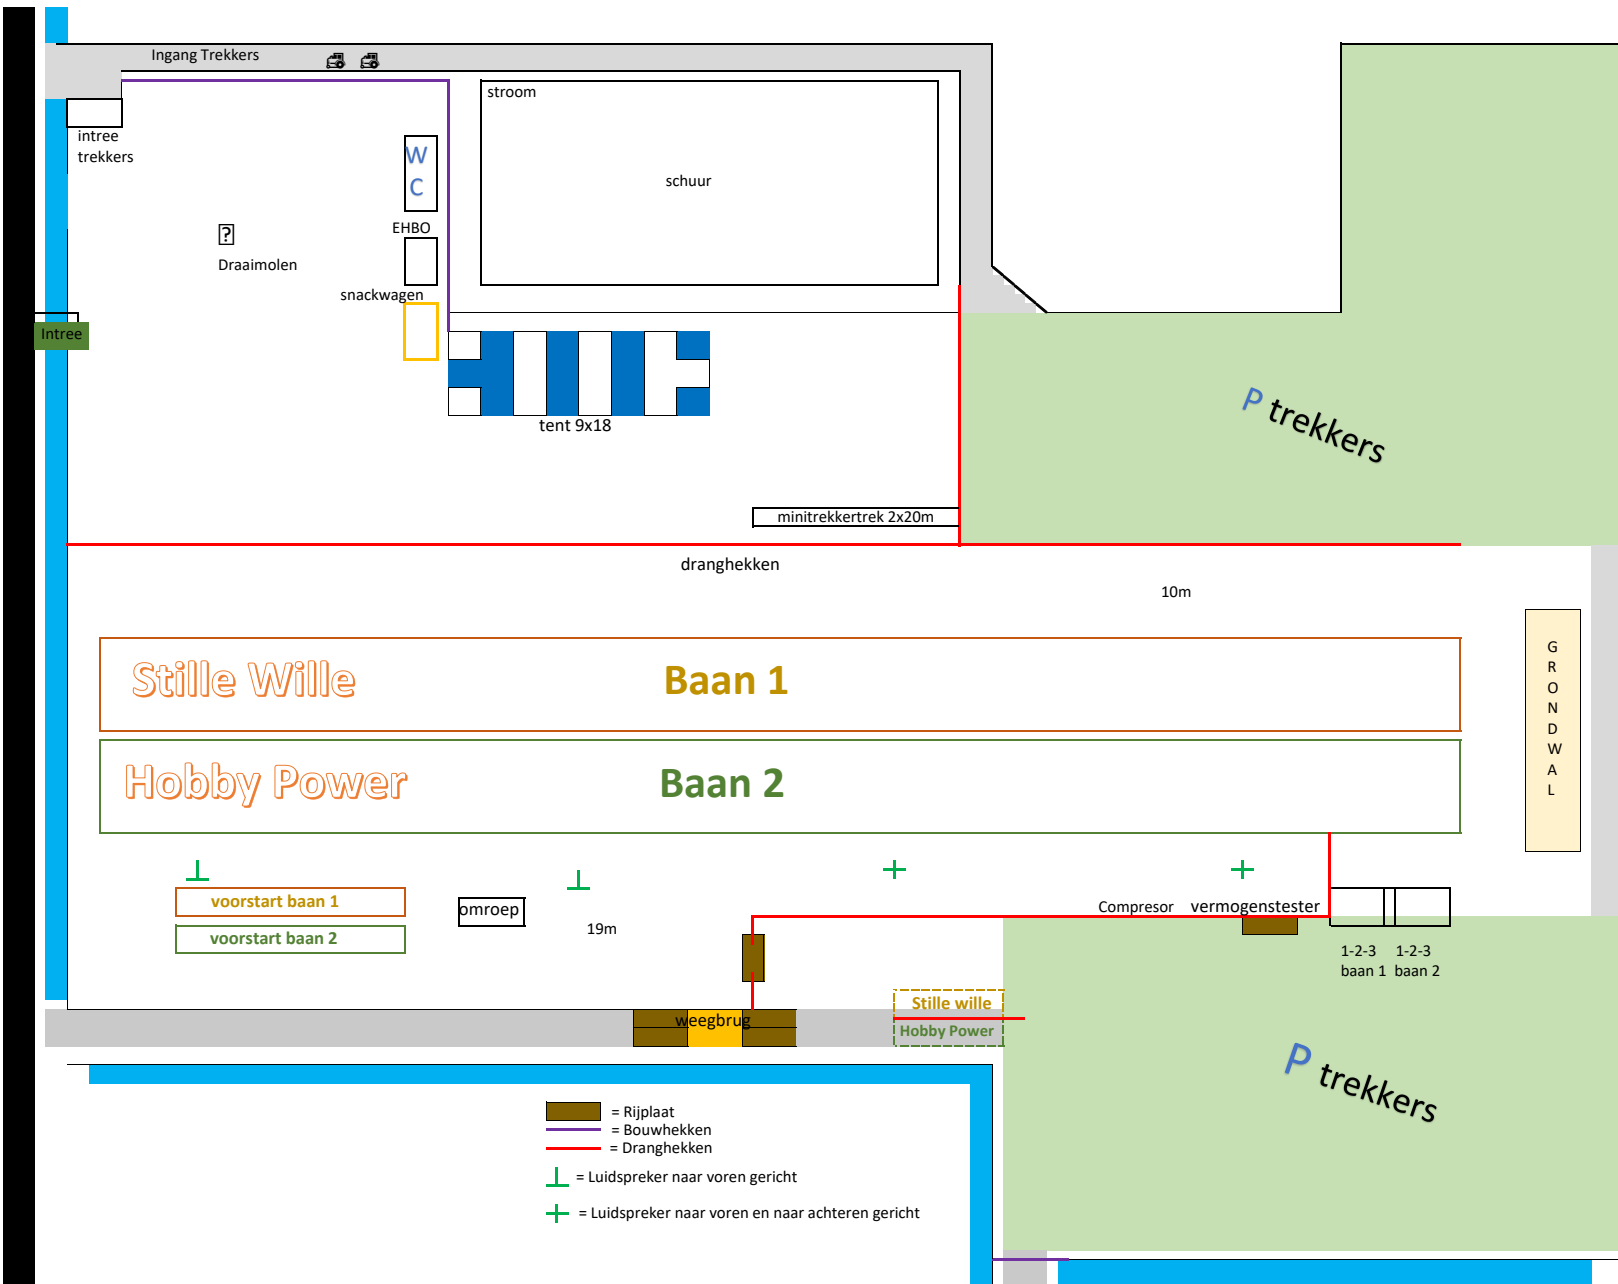 Ingang Trekkers
stroom
intree
trekkers
W
C
schuur
EHBO
Draaimolen
snackwagen
Intree
P trekkers
tent 9x18
minitrekkertrek 2x20m
dranghekken
10m
Stille Wille
Baan 1
GRONDWAL
Hobby Power
Baan 2
voorstart baan 1
omroep
Compresor
vermogenstester
19m
voorstart baan 2
1-2-3
baan 1
1-2-3
baan 2
Stille wille
weegbrug
Hobby Power
P trekkers
= Rijplaat
= Bouwhekken
= Dranghekken
= Luidspreker naar voren gericht
= Luidspreker naar voren en naar achteren gericht